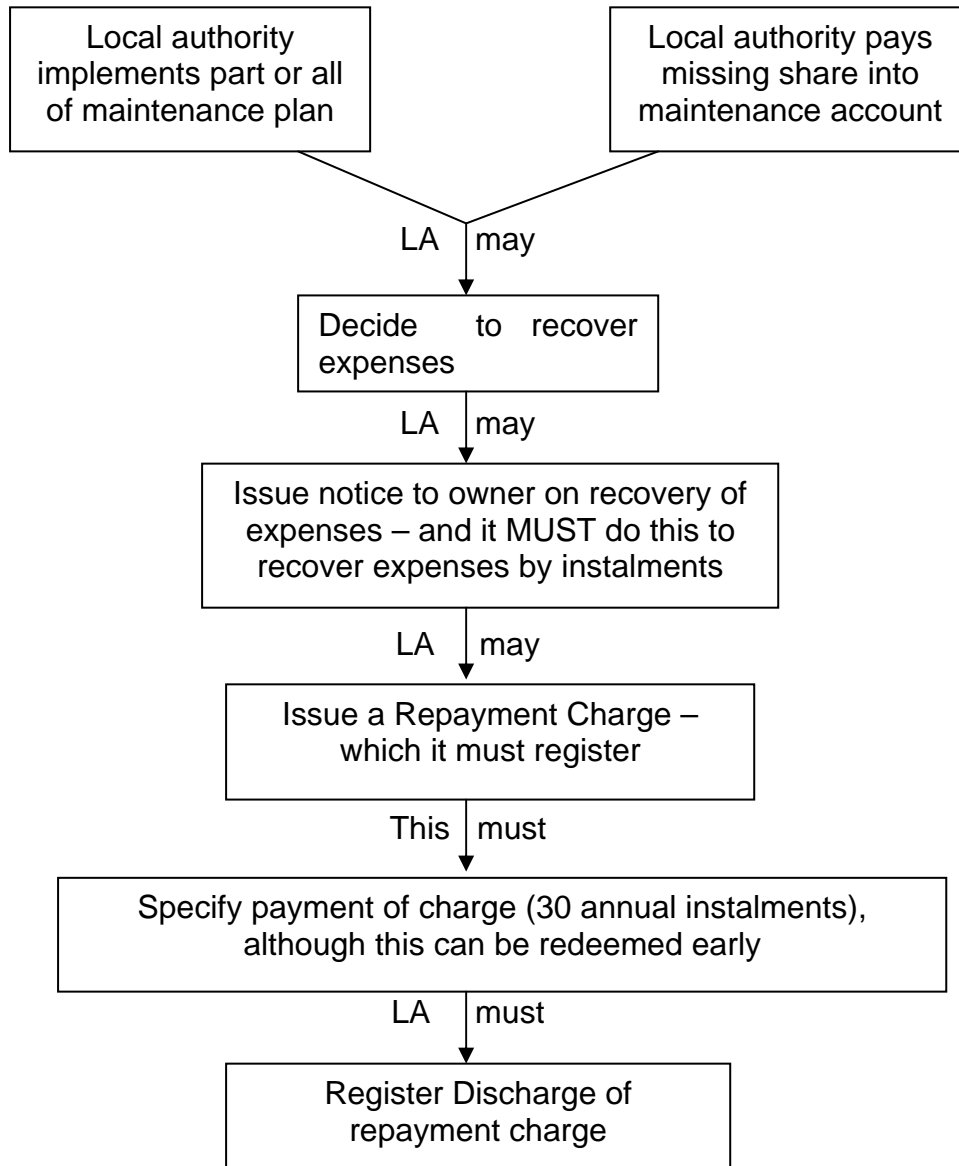 Local authority
implements part or all
of maintenance plan
Local authority pays
missing share into
maintenance account
LA may
Decide to recover
expenses
LA may
Issue notice to owner on recovery of
expenses – and it MUST do this to
recover expenses by instalments
LA may
Issue a Repayment Charge –
which it must register
This must
Specify payment of charge (30 annual instalments),
although this can be redeemed early
LA must
Register Discharge of
repayment charge